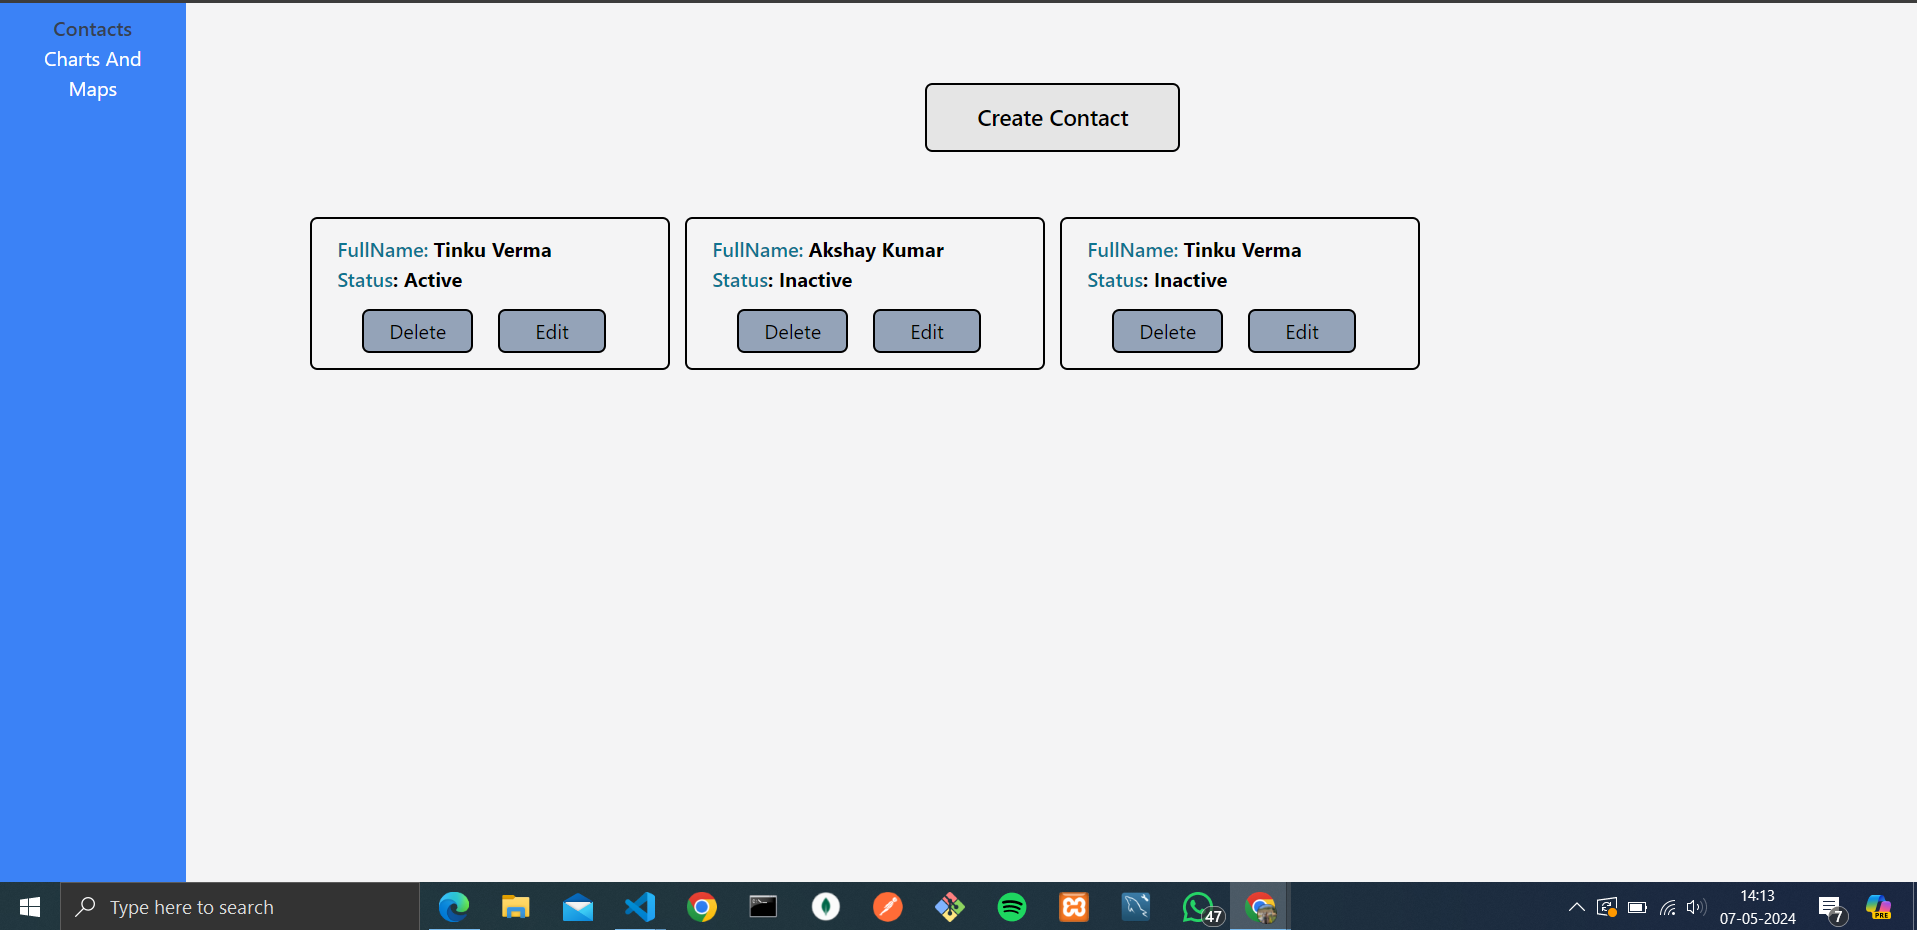 Contacts
Charts And
Maps
Create Contact
FullName: Tinku Verma
Status: Active
Delete
Edit
FullName: Akshay Kumar
Status: Inactive
Delete
Edit
FullName: Tinku Verma
Status: Inactive
Delete
Edit
Type here to search
47
14:13
07-05-2024
7
PRE